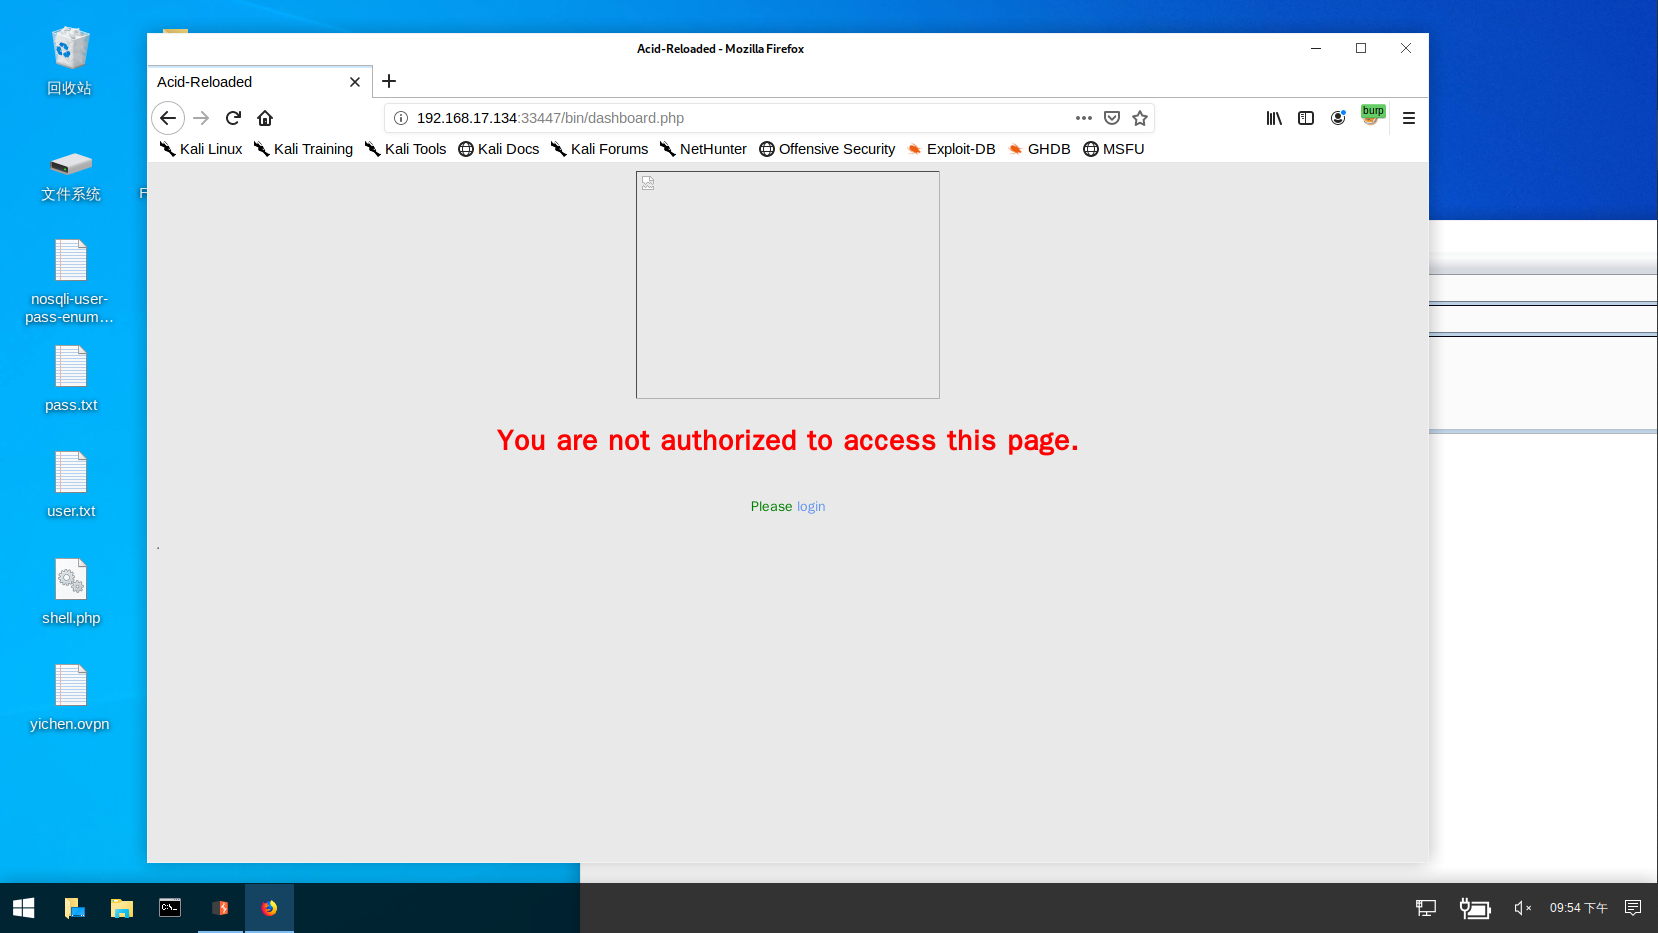 回收站
文件系统
F
nosqli-user-
pass-enum…
pass.txt
user.txt
shell.php
yichen.ovpn
Acid-Reloaded - Mozilla Firefox
Acid-Reloaded
192.168.17.134:33447/bin/dashboard.php
burp
Kali Linux Kali Training Kali Tools Kali Docs Kali Forums NetHunter Offensive Security Exploit-DB GHDB MSFU
You are not authorized to access this page.
Please login
.
09:54 下午